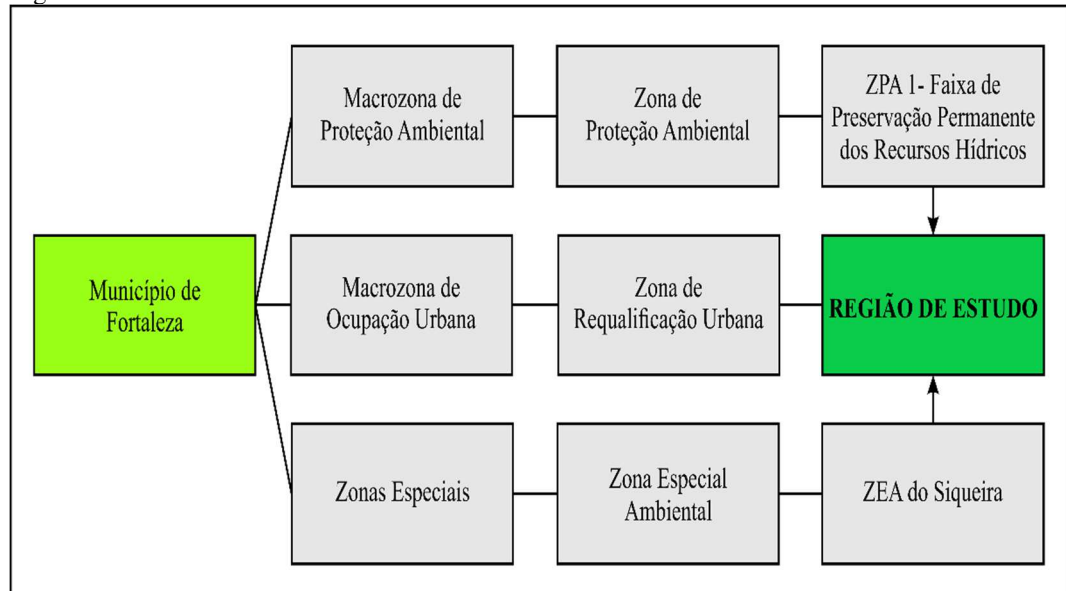 Macrozona de
Proteção Ambiental
Zona de
Proteção Ambiental
ZPA 1- Faixa de
Preservação Permanente
dos Recursos Hídricos
Município de
Fortaleza
Macrozona de
Ocupação Urbana
Zona de
Requalificação Urbana
REGIÃO DE ESTUDO
Zonas Especiais
Zona Especial
Ambiental
ZEA do Siqueira